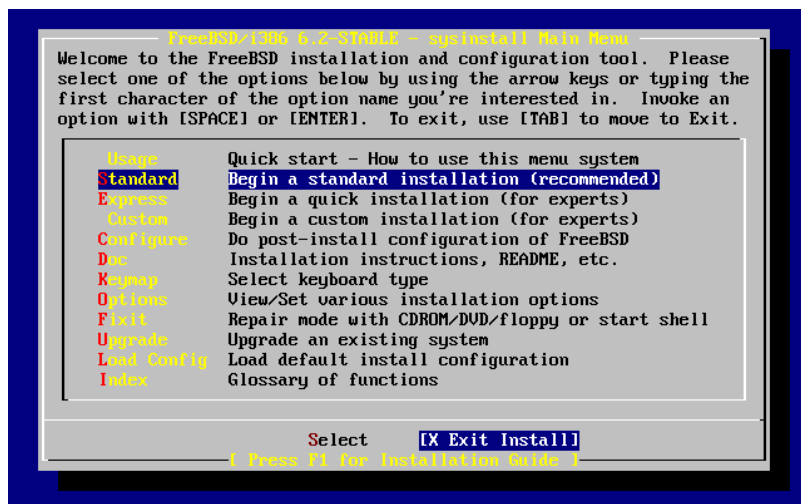 FreeBSD/i386 6.2-STABLE - sysinstall Main Menu
Welcome to the FreeBSD installation and configuration tool.  Please
select one of the options below by using the arrow keys or typing the
first character of the option name you're interested in.  Invoke an
option with [SPACE] or [ENTER].  To exit, use [TAB] to move to Exit.
Usage Quick start - How to use this menu system
Standard Begin a standard installation (recommended)
Express Begin a quick installation (for experts)
Custom Begin a custom installation (for experts)
Configure Do post-install configuration of FreeBSD
Doc Installation instructions, README, etc.
Keymap Select keyboard type
Options View/Set various installation options
Fixit Repair mode with CDROM/DVD/floppy or start shell
Upgrade Upgrade an existing system
Load Config Load default install configuration
Index Glossary of functions
Select [X Exit Install]
[ Press F1 for Installation Guide ]